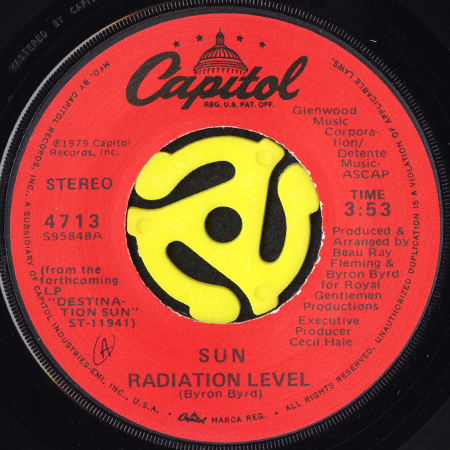 MASTERED BY CAPITOL
Capitol
REG. U.S. PAT. OFF.
℗1979 Capitol
Records, Inc.
STEREO
4713
S95848A
(from the
forthcoming
LP
"DESTINA-
TION SUN"
ST-11941)
Glenwood
Music
Corpora-
tion/
Detente
Music-
ASCAP
TIME
3:53
Produced &
Arranged by
Beau Ray
Fleming &
Byron Byrd
for Royal
Gentlemen
Productions
Executive
Producer
Cecil Hale
SUN
RADIATION LEVEL
(Byron Byrd)
MFG. BY CAPITOL RECORDS, INC., A SUBSIDIARY OF CAPITOL INDUSTRIES-EMI, INC., U.S.A. • Capitol MARCA REG. • ALL RIGHTS RESERVED. UNAUTHORIZED DUPLICATION IS A VIOLATION OF APPLICABLE LAWS.
A